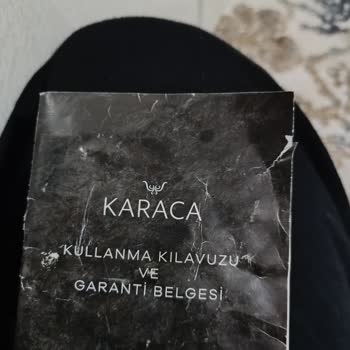 KARACA
KULLANMA KILAVUZU
VE
GARANTİ BELGESİ